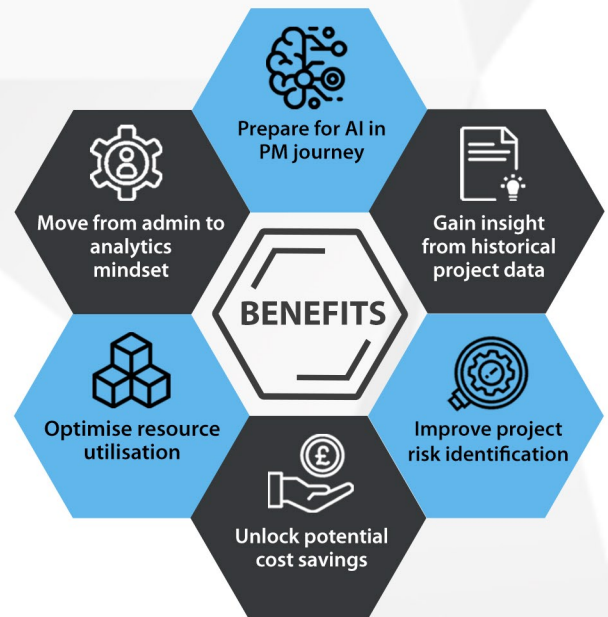 Prepare for AI in
PM journey
Move from admin to
analytics
mindset
Gain insight
from historical
project data
BENEFITS
Optimise resource
utilisation
Improve project
risk identification
£
Unlock potential
cost savings